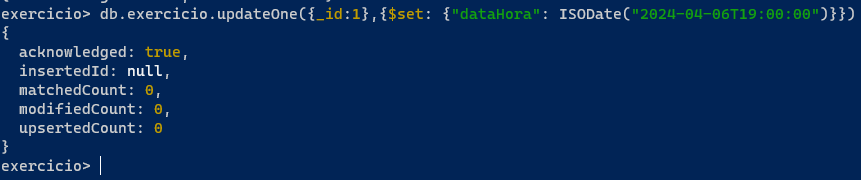 exercicio> db.exercicio.updateOne({_id:1},{$set: {"dataHora": ISODate("2024-04-06T19:00:00")}})
{
  acknowledged: true,
  insertedId: null,
  matchedCount: 0,
  modifiedCount: 0,
  upsertedCount: 0
}
exercicio>